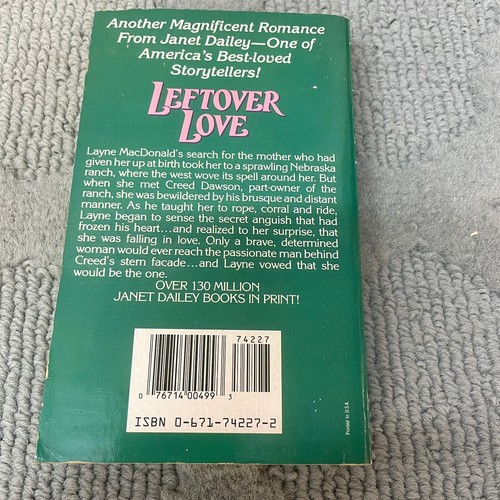 Another Magnificent Romance
From Janet Dailey—One of
America's Best-loved
Storytellers!
LEFTOVER
LOVE
Layne MacDonald's search for the mother who had
given her up at birth took her to a sprawling Nebraska
ranch, where the west wove its spell around her. But
when she met Creed Dawson, part-owner of the
ranch, she was bewildered by his brusque and distant
manner. As he taught her to rope, corral and ride,
Layne began to sense the secret anguish that had
frozen his heart...and realized to her surprise, that
she was falling in love. Only a brave, determined
woman would ever reach the passionate man behind
Creed's stern facade...and Layne vowed that she
would be the one.
OVER 130 MILLION
JANET DAILEY BOOKS IN PRINT!
74227
0 76714 00499 3
ISBN 0-671-74227-2
Printed in U.S.A.